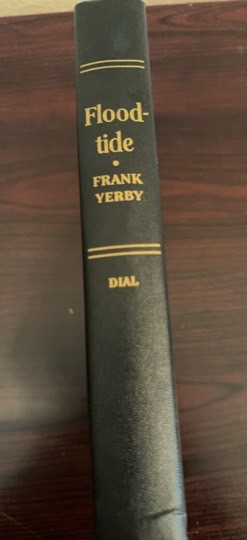 Flood-
tide
•
FRANK
YERBY
DIAL